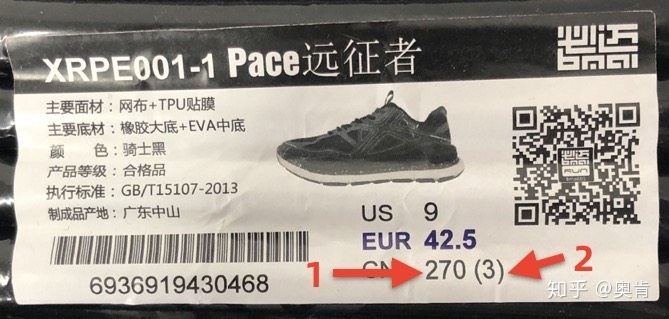 XRPE001-1 Pace远征者
主要面材：网布+TPU贴膜
主要底材：橡胶大底+EVA中底
颜 色：骑士黑
产品等级：合格品
执行标准：GB/T15107-2013
制成品产地：广东中山
6936919430468
RUN
US 9
EUR 42.5
CN 270 (3)
1
2
知乎 @奥肯